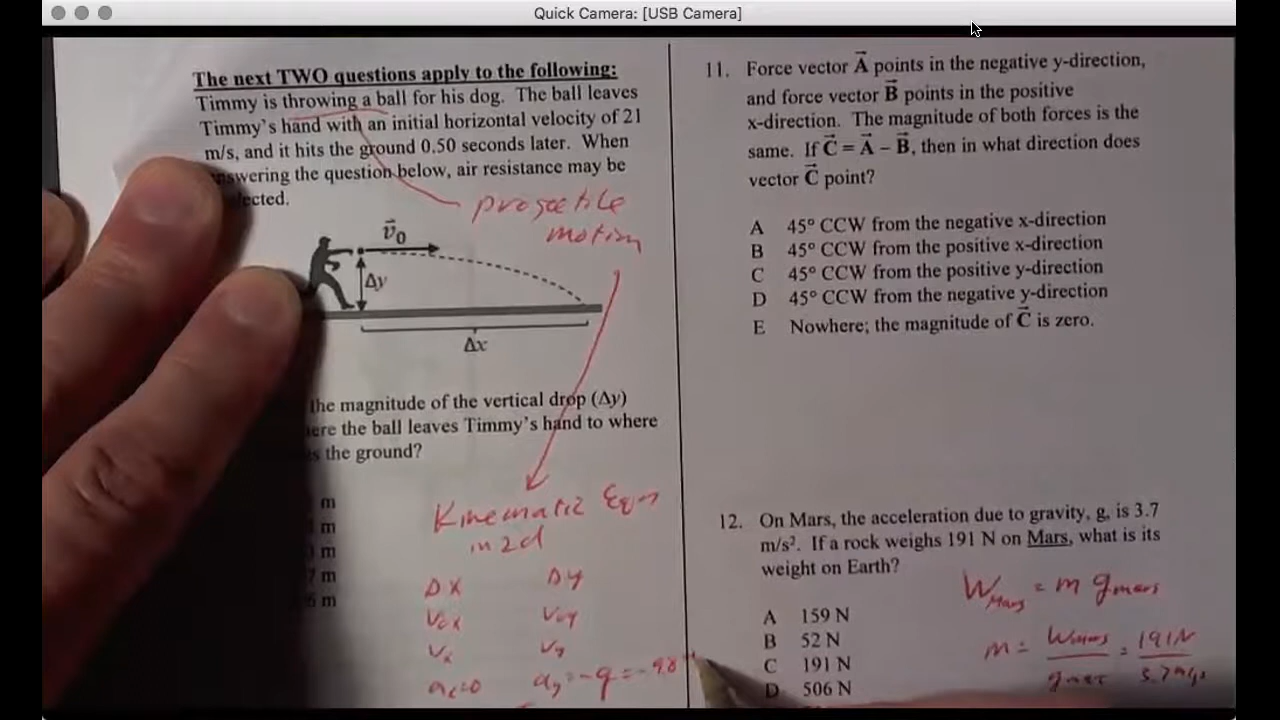 Quick Camera: [USB Camera]
The next TWO questions apply to the following:
Timmy is throwing a ball for his dog. The ball leaves
Timmy's hand with an initial horizontal velocity of 21
m/s, and it hits the ground 0.50 seconds later. When
answering the question below, air resistance may be
projectile
motion
v⃗0
Δy
Δx
the magnitude of the vertical drop (Δy)
the ball leaves Timmy's hand to where
the ground?
m
m
m
m
m
Kinematic Eqn
in 2d
Δx Δy
Vox Voy
Vx Vy
ax=0 ay=-g=-9.8
11. Force vector A⃗ points in the negative y-direction,
and force vector B⃗ points in the positive
x-direction. The magnitude of both forces is the
same. If C⃗ = A⃗ – B⃗, then in what direction does
vector C⃗ point?
A 45° CCW from the negative x-direction
B 45° CCW from the positive x-direction
C 45° CCW from the positive y-direction
D 45° CCW from the negative y-direction
E Nowhere; the magnitude of C⃗ is zero.
12. On Mars, the acceleration due to gravity, g, is 3.7
m/s². If a rock weighs 191 N on Mars, what is its
weight on Earth?
WMars = m gmars
A 159 N
B 52 N
C 191 N
D 506 N
m = Wmars = 191N
gmars 3.7m/s²